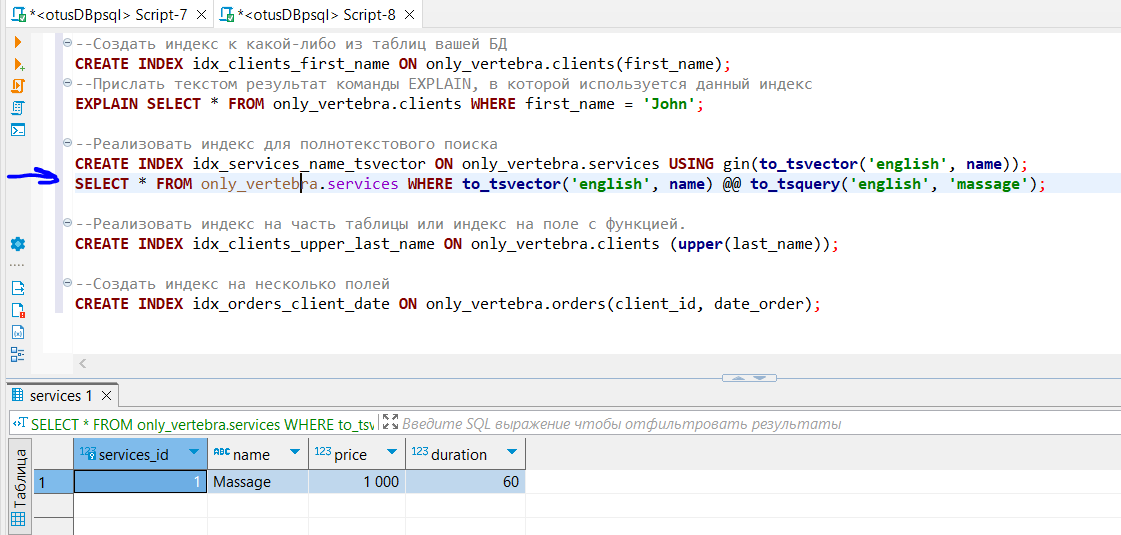 *<otusDBpsql> Script-7
*<otusDBpsql> Script-8
--Создать индекс к какой-либо из таблиц вашей БД
CREATE INDEX idx_clients_first_name ON only_vertebra.clients(first_name);
--Прислать текстом результат команды EXPLAIN, в которой используется данный индекс
EXPLAIN SELECT * FROM only_vertebra.clients WHERE first_name = 'John';
--Реализовать индекс для полнотекстового поиска
CREATE INDEX idx_services_name_tsvector ON only_vertebra.services USING gin(to_tsvector('english', name));
SELECT * FROM only_vertebra.services WHERE to_tsvector('english', name) @@ to_tsquery('english', 'massage');
--Реализовать индекс на часть таблицы или индекс на поле с функцией.
CREATE INDEX idx_clients_upper_last_name ON only_vertebra.clients (upper(last_name));
--Создать индекс на несколько полей
CREATE INDEX idx_orders_client_date ON only_vertebra.orders(client_id, date_order);
services 1
SELECT * FROM only_vertebra.services WHERE to_tsv
Введите SQL выражение чтобы отфильтровать результаты
Таблица
123 services_id ABC name 123 price 123 duration
1 1 Massage 1 000 60